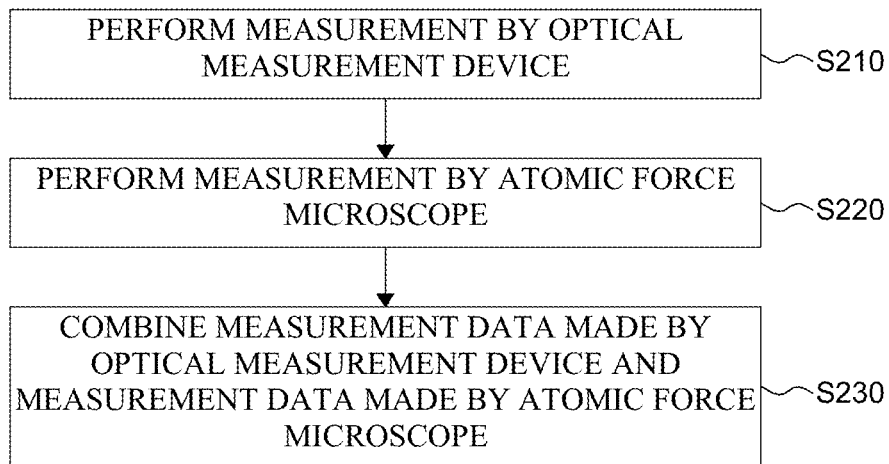 PERFORM MEASUREMENT BY OPTICAL
MEASUREMENT DEVICE
S210
PERFORM MEASUREMENT BY ATOMIC FORCE
MICROSCOPE
S220
COMBINE MEASUREMENT DATA MADE BY
OPTICAL MEASUREMENT DEVICE AND
MEASUREMENT DATA MADE BY ATOMIC FORCE
MICROSCOPE
S230